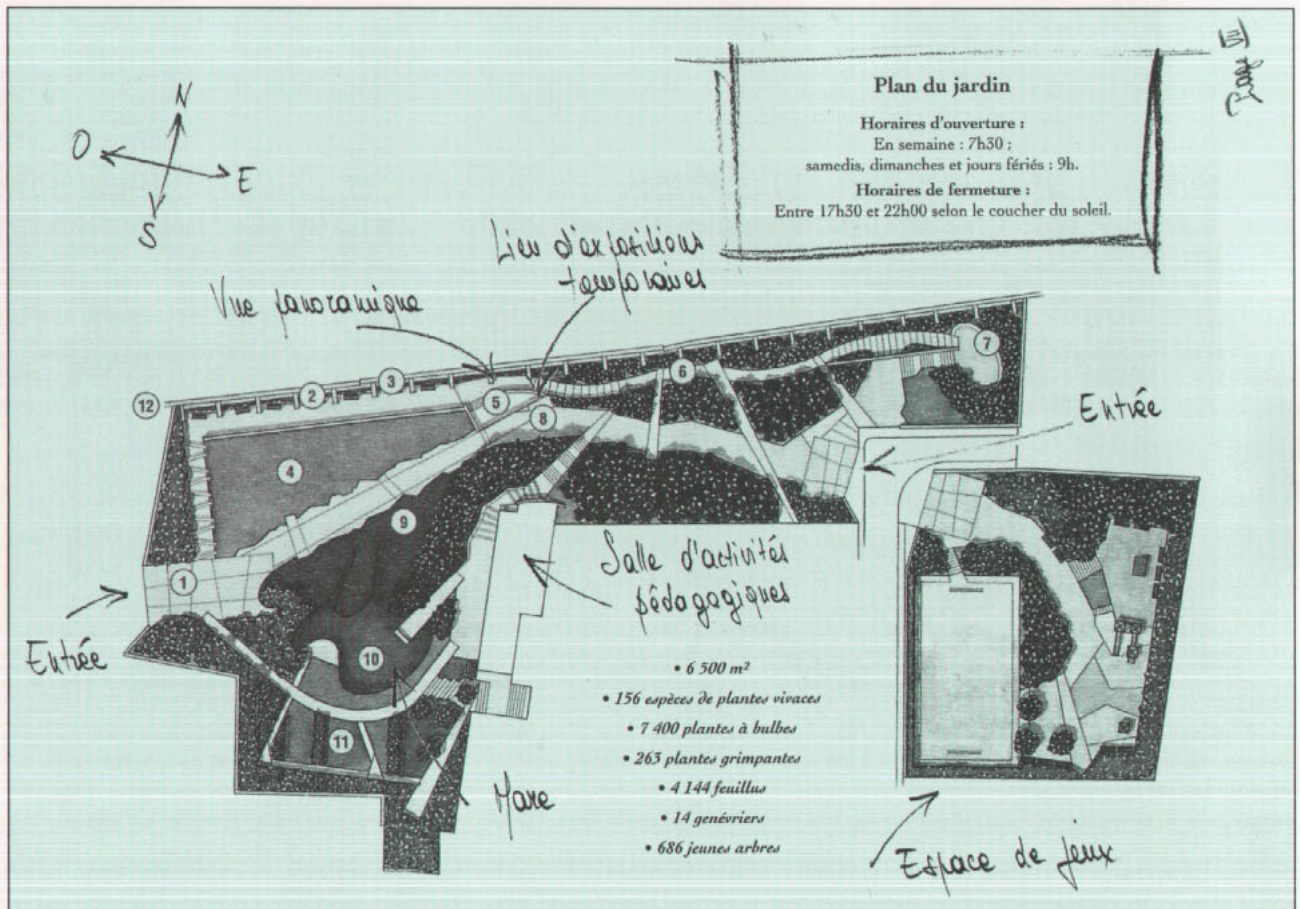 Plan du jardin
Horaires d'ouverture :
En semaine : 7h30 ;
samedis, dimanches et jours fériés : 9h.
Horaires de fermeture :
Entre 17h30 et 22h00 selon le coucher du soleil.
N
O
E
S
Lieu d'expositions
temporaires
Vue panoramique
7
6
3
2
12
5
8
Entrée
4
9
Salle d'activités
pédagogiques
1
Entrée
10
11
• 6 500 m²
• 156 espèces de plantes vivaces
• 7 400 plantes à bulbes
• 263 plantes grimpantes
• 4 144 feuillus
• 14 genévriers
• 686 jeunes arbres
Mare
Espace de jeux